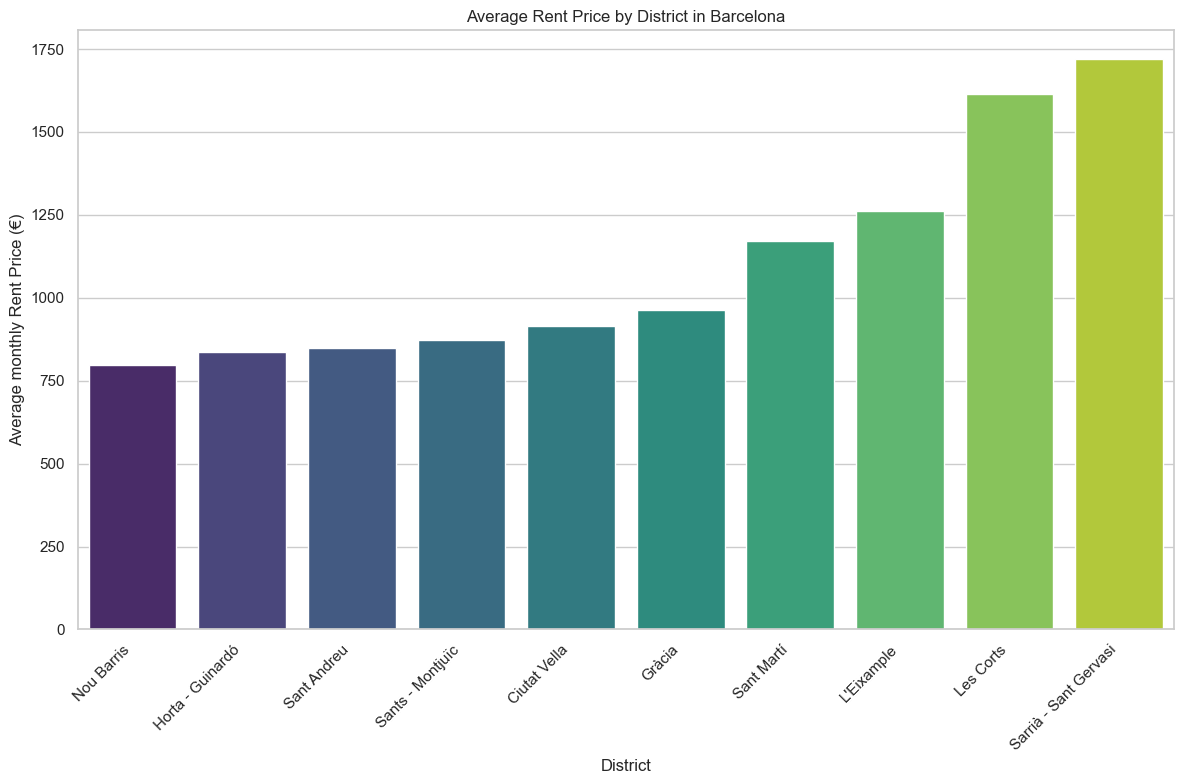 Average Rent Price by District in Barcelona
Average monthly Rent Price (€)
1750
1500
1250
1000
750
500
250
0
Nou Barris
Horta - Guinardó
Sant Andreu
Sants - Montjuic
Ciutat Vella
Gràcia
Sant Martí
L'Eixample
Les Corts
Sarrià - Sant Gervasi
District